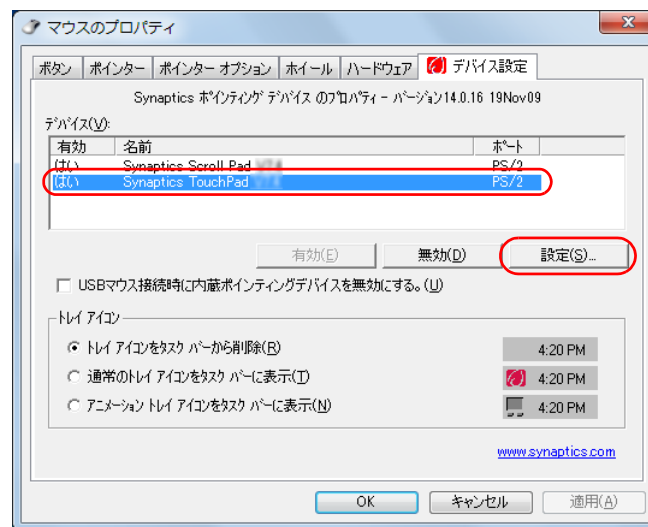 マウスのプロパティ
ボタン ポインター ポインター オプション ホイール ハードウェア デバイス設定
Synaptics ポインティング デバイス のプロパティ - バージョン14.0.16 19Nov09
デバイス(V):
有効 名前 ポート
はい Synaptics Scroll Pad PS/2
はい Synaptics TouchPad PS/2
有効(E) 無効(D) 設定(S)...
USBマウス接続時に内蔵ポインティングデバイスを無効にする。(U)
トレイ アイコン
トレイ アイコンをタスク バーから削除(R) 4:20 PM
通常のトレイ アイコンをタスク バーに表示(T) 4:20 PM
アニメーション トレイ アイコンをタスク バーに表示(N) 4:20 PM
www.synaptics.com
OK キャンセル 適用(A)